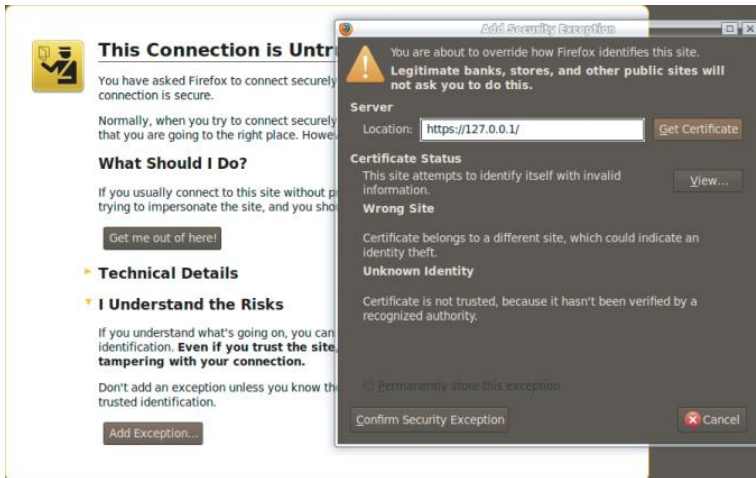 This Connection is Untr
You have asked Firefox to connect securely
connection is secure.
Normally, when you try to connect securely
that you are going to the right place. Howe
What Should I Do?
If you usually connect to this site without p
trying to impersonate the site, and you shou
Get me out of here!
Technical Details
I Understand the Risks
If you understand what's going on, you can
identification. Even if you trust the site,
tampering with your connection.
Don't add an exception unless you know th
trusted identification.
Add Exception...
Add Security Exception
You are about to override how Firefox identifies this site.
Legitimate banks, stores, and other public sites will
not ask you to do this.
Server
Location: https://127.0.0.1/ Get Certificate
Certificate Status
This site attempts to identify itself with invalid
information.
View...
Wrong Site
Certificate belongs to a different site, which could indicate an
identity theft.
Unknown Identity
Certificate is not trusted, because it hasn't been verified by a
recognized authority.
Permanently store this exception
Confirm Security Exception Cancel